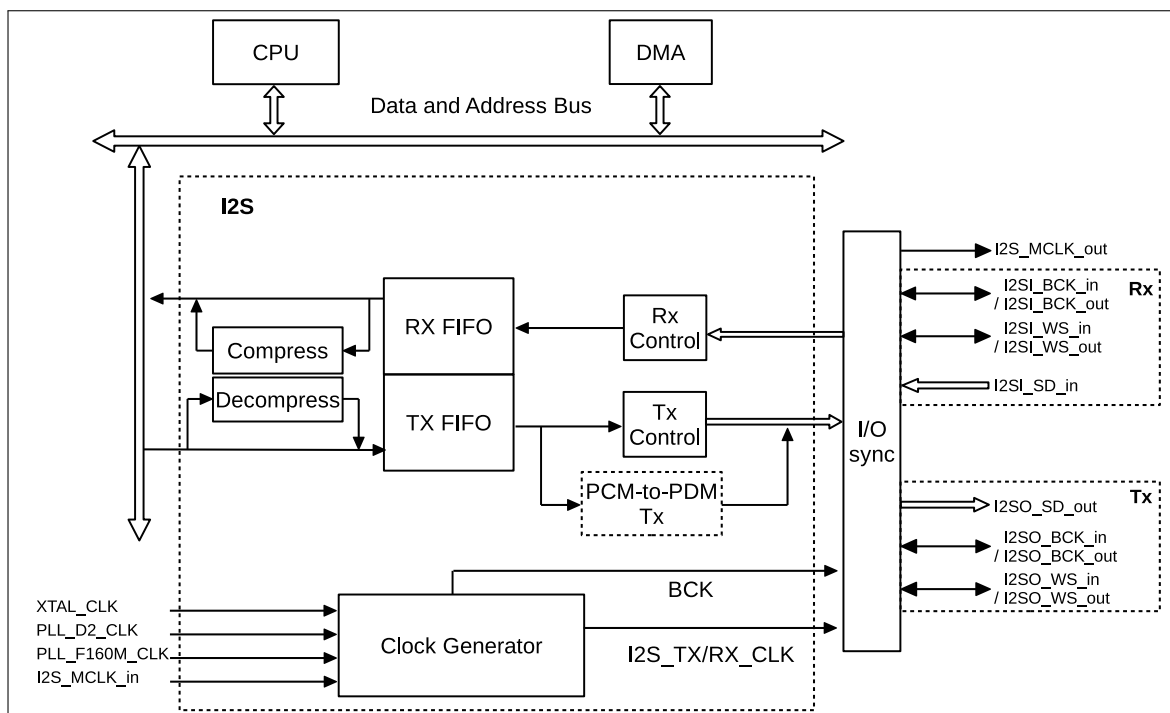 CPU
DMA
Data and Address Bus
I2S
I2S_MCLK_out
I2SI_BCK_in
/ I2SI_BCK_out
Rx
RX FIFO
Rx
Control
I2SI_WS_in
/ I2SI_WS_out
Compress
I2SI_SD_in
Decompress
TX FIFO
Tx
Control
I/O
sync
PCM-to-PDM
Tx
Tx
I2SO_SD_out
I2SO_BCK_in
/ I2SO_BCK_out
I2SO_WS_in
/ I2SO_WS_out
BCK
XTAL_CLK
PLL_D2_CLK
PLL_F160M_CLK
I2S_MCLK_in
Clock Generator
I2S_TX/RX_CLK